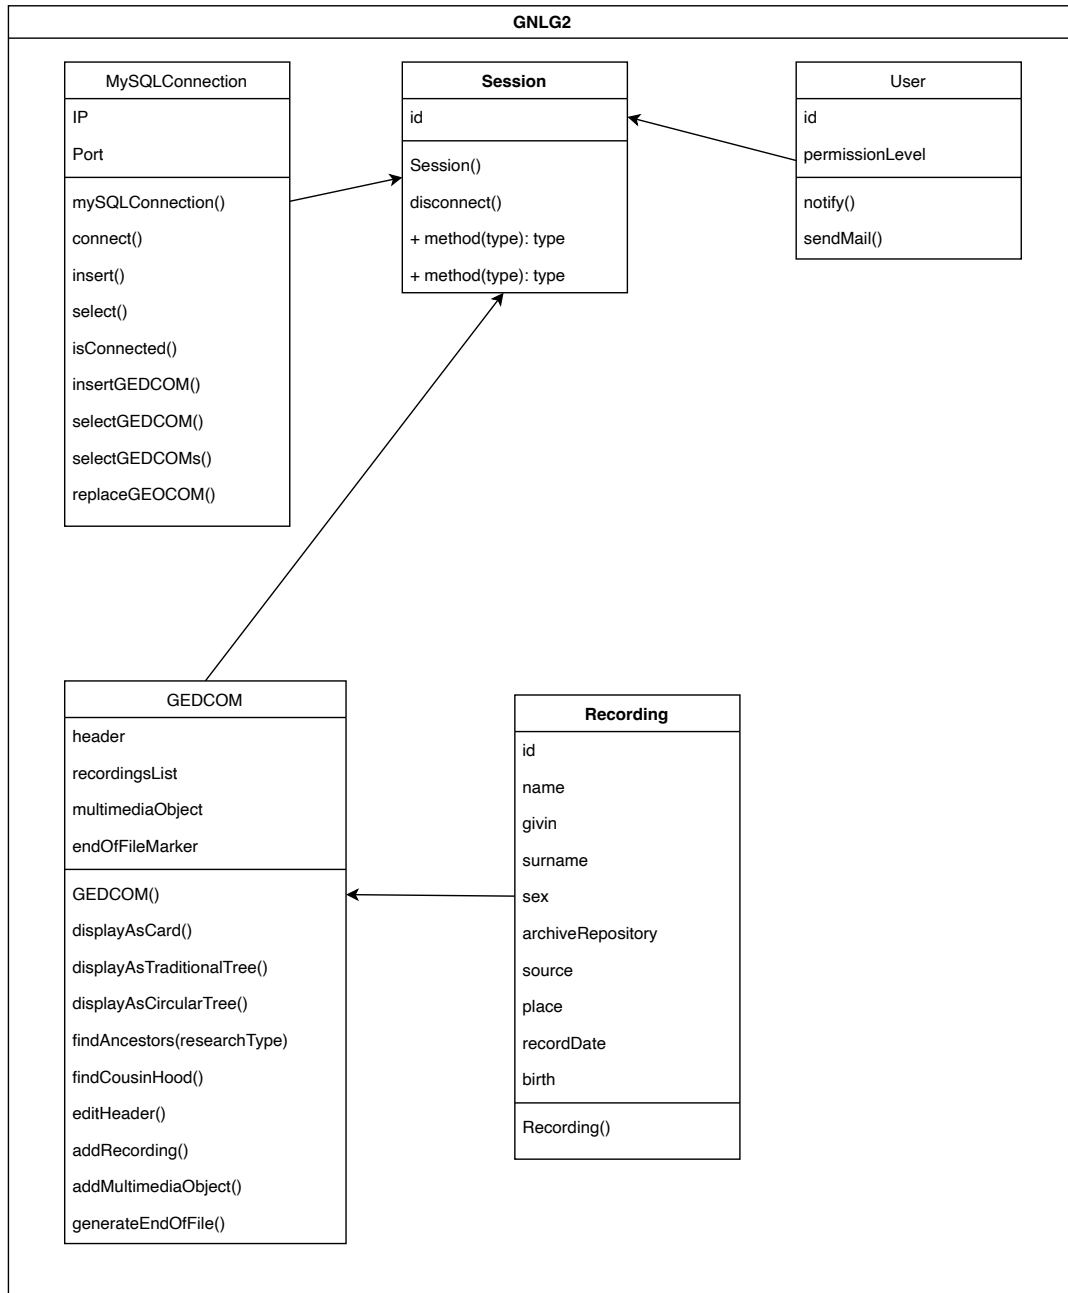 GNLG2
MySQLConnection
IP
Port
mySQLConnection()
connect()
insert()
select()
isConnected()
insertGEDCOM()
selectGEDCOM()
selectGEDCOMs()
replaceGEOCOM()
Session
id
Session()
disconnect()
+ method(type): type
+ method(type): type
User
id
permissionLevel
notify()
sendMail()
GEDCOM
header
recordingsList
multimediaObject
endOfFileMarker
GEDCOM()
displayAsCard()
displayAsTraditionalTree()
displayAsCircularTree()
findAncestors(researchType)
findCousinHood()
editHeader()
addRecording()
addMultimediaObject()
generateEndOfFile()
Recording
id
name
givin
surname
sex
archiveRepository
source
place
recordDate
birth
Recording()